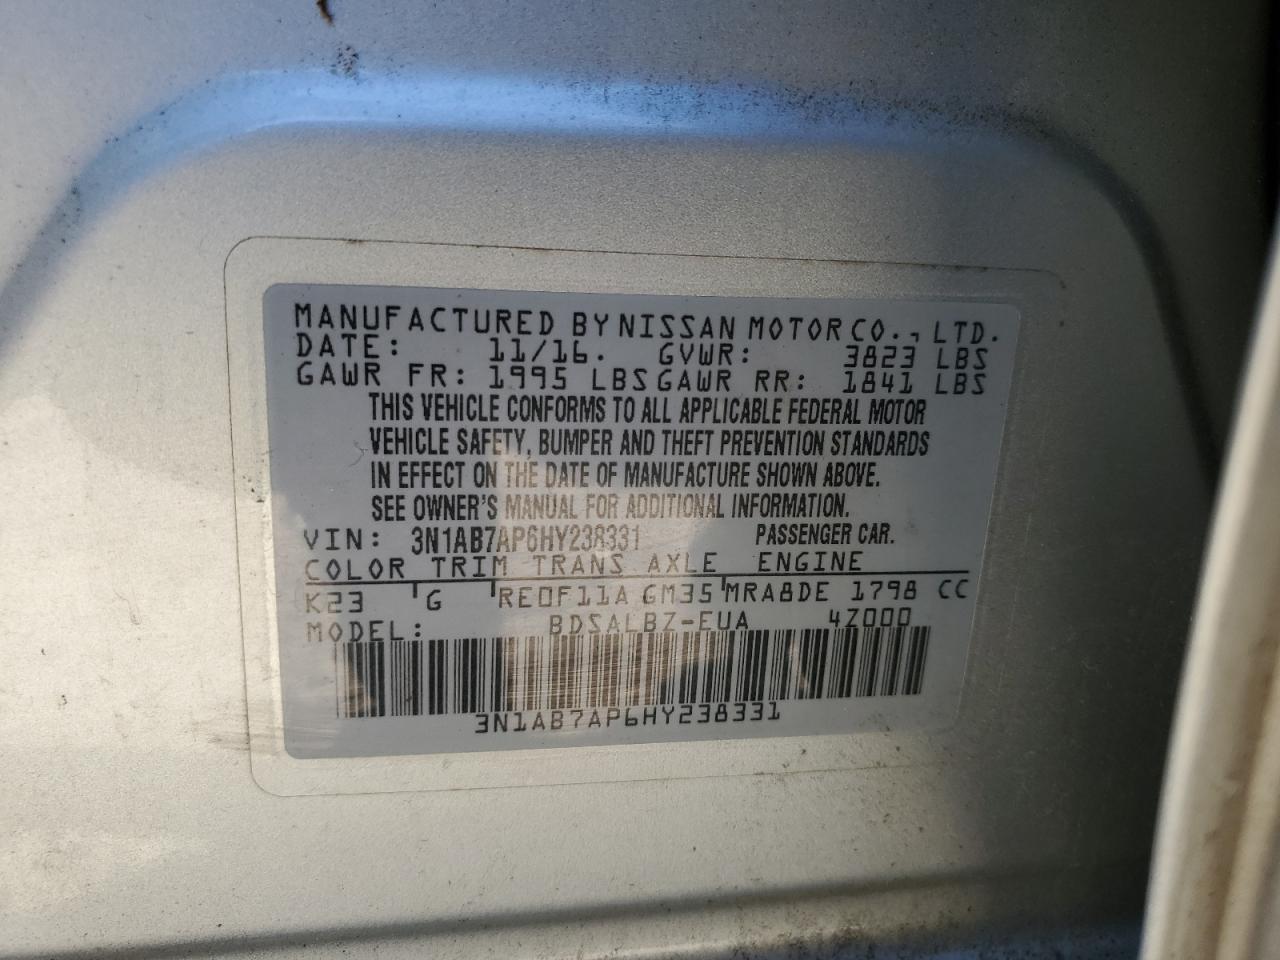 MANUFACTURED BY NISSAN MOTOR CO., LTD.
DATE: 11/16. GVWR: 3823 LBS
GAWR FR: 1995 LBS GAWR RR: 1841 LBS
THIS VEHICLE CONFORMS TO ALL APPLICABLE FEDERAL MOTOR
VEHICLE SAFETY, BUMPER AND THEFT PREVENTION STANDARDS
IN EFFECT ON THE DATE OF MANUFACTURE SHOWN ABOVE.
SEE OWNER'S MANUAL FOR ADDITIONAL INFORMATION.
VIN: 3N1AB7AP6HY238331 PASSENGER CAR.
COLOR TRIM TRANS AXLE ENGINE
K23 G RE0F11A GM35 MRA8DE 1798 CC
MODEL: BDSALBZ-EUA 4Z000
3N1AB7AP6HY238331